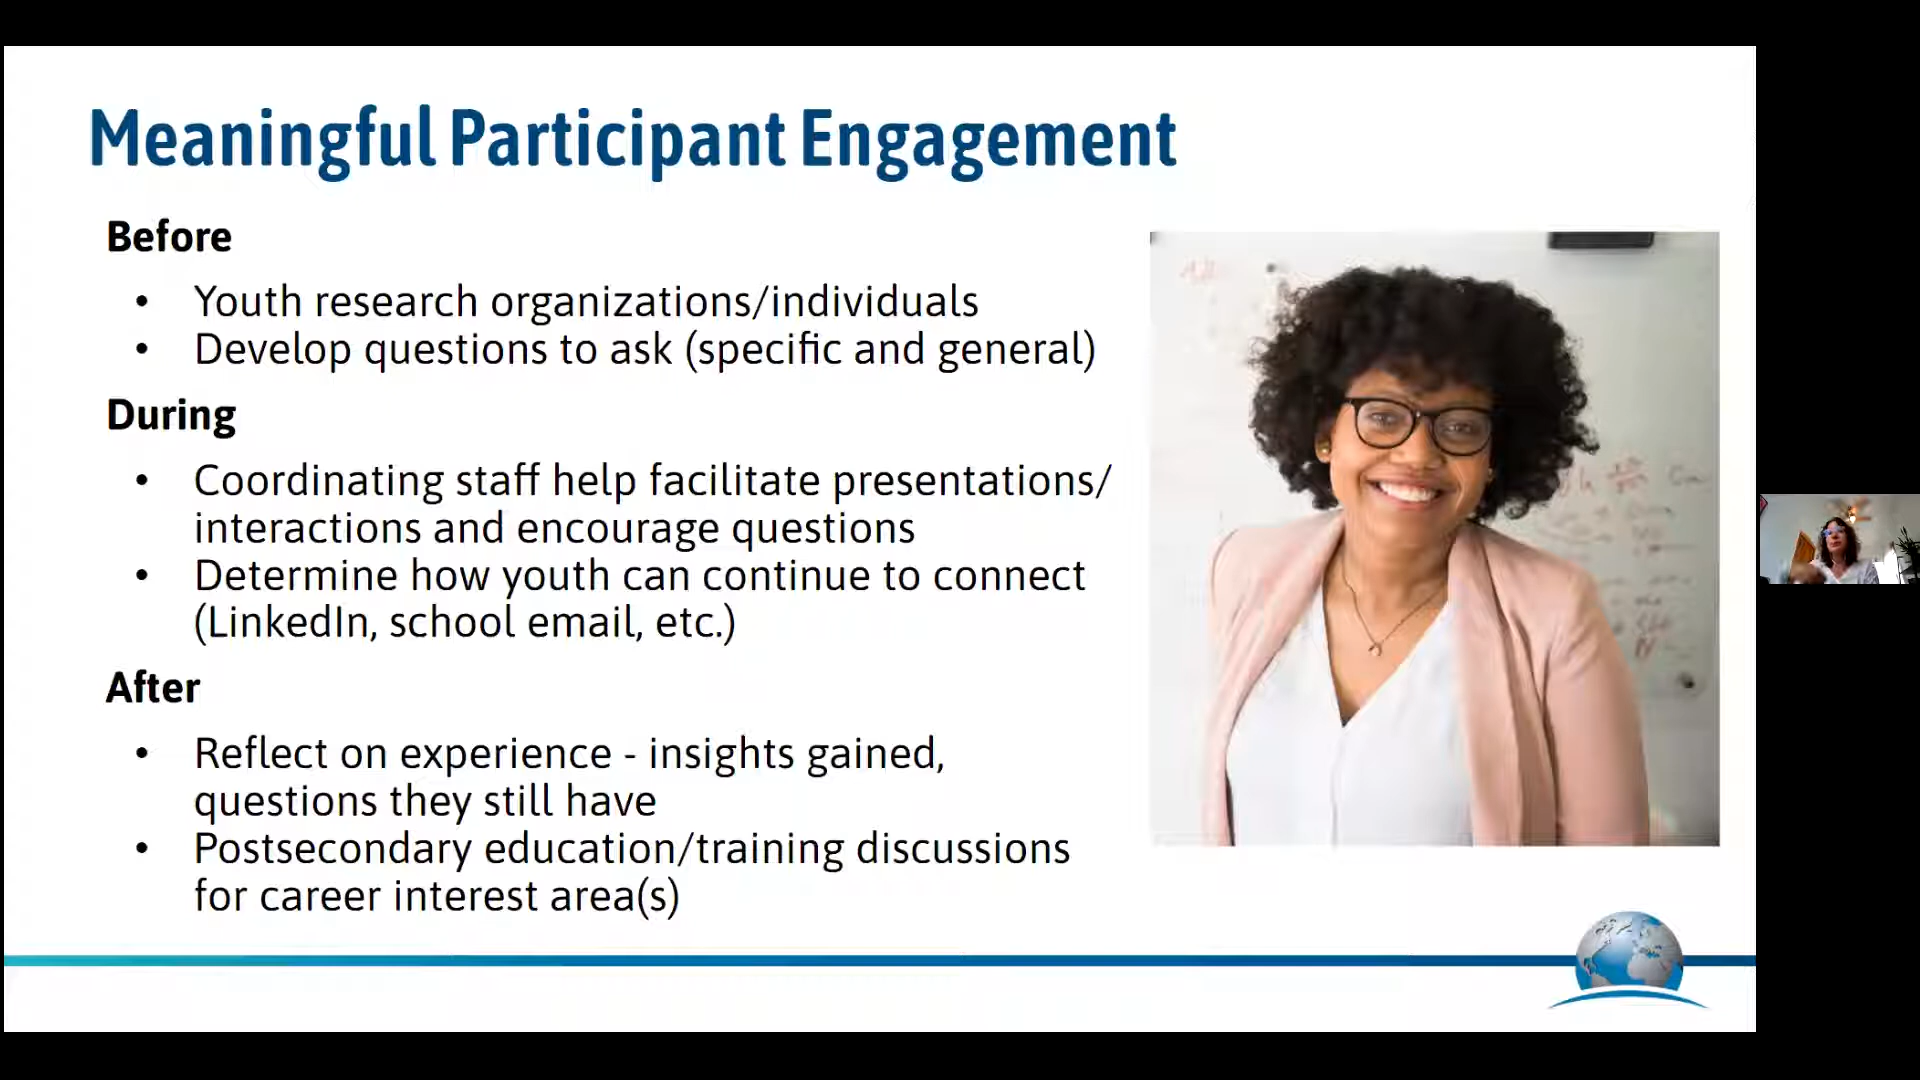 Meaningful Participant Engagement
Before
• Youth research organizations/individuals
• Develop questions to ask (specific and general)
During
• Coordinating staff help facilitate presentations/
interactions and encourage questions
• Determine how youth can continue to connect
(LinkedIn, school email, etc.)
After
• Reflect on experience - insights gained,
questions they still have
• Postsecondary education/training discussions
for career interest area(s)